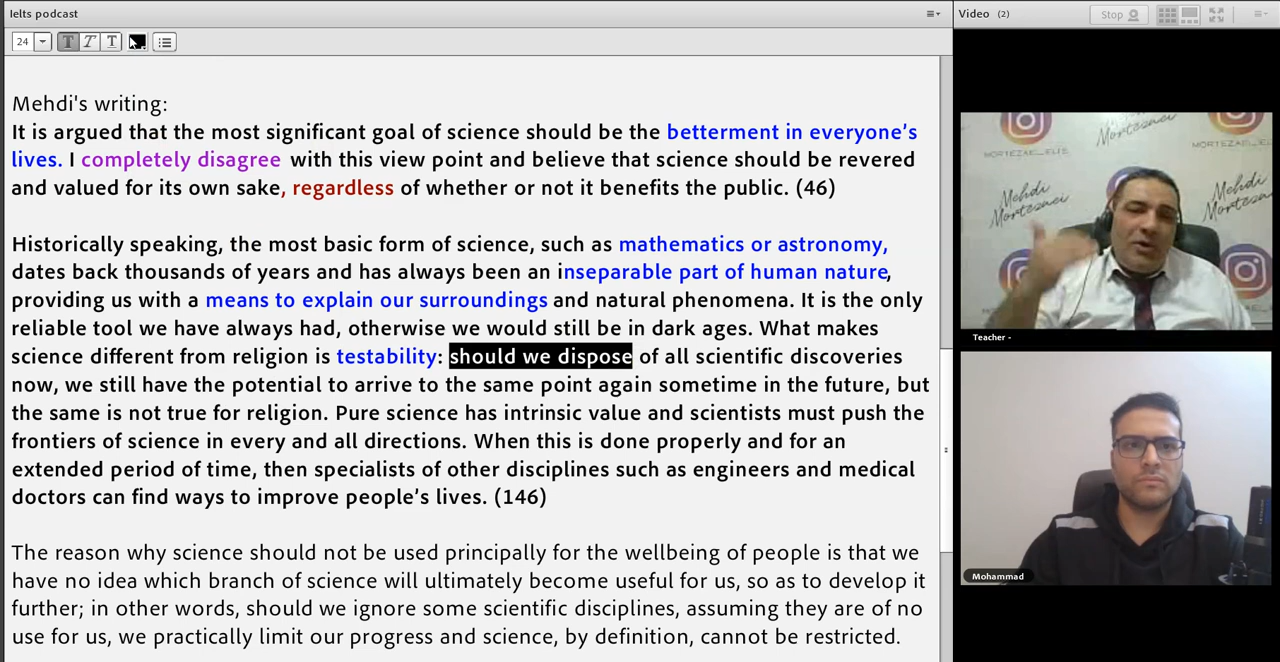 Ielts podcast
Video (2)
Stop
24
T T T
Mehdi's writing:
It is argued that the most significant goal of science should be the betterment in everyone's
lives. I completely disagree with this view point and believe that science should be revered
and valued for its own sake, regardless of whether or not it benefits the public. (46)
Historically speaking, the most basic form of science, such as mathematics or astronomy,
dates back thousands of years and has always been an inseparable part of human nature,
providing us with a means to explain our surroundings and natural phenomena. It is the only
reliable tool we have always had, otherwise we would still be in dark ages. What makes
science different from religion is testability: should we dispose of all scientific discoveries
now, we still have the potential to arrive to the same point again sometime in the future, but
the same is not true for religion. Pure science has intrinsic value and scientists must push the
frontiers of science in every and all directions. When this is done properly and for an
extended period of time, then specialists of other disciplines such as engineers and medical
doctors can find ways to improve people's lives. (146)
The reason why science should not be used principally for the wellbeing of people is that we
have no idea which branch of science will ultimately become useful for us, so as to develop it
further; in other words, should we ignore some scientific disciplines, assuming they are of no
use for us, we practically limit our progress and science, by definition, cannot be restricted.
MORTEZAEI_IELTS
Mehdi
Mortezaei
Mehdi
Mortezaei
Teacher -
Mohammad